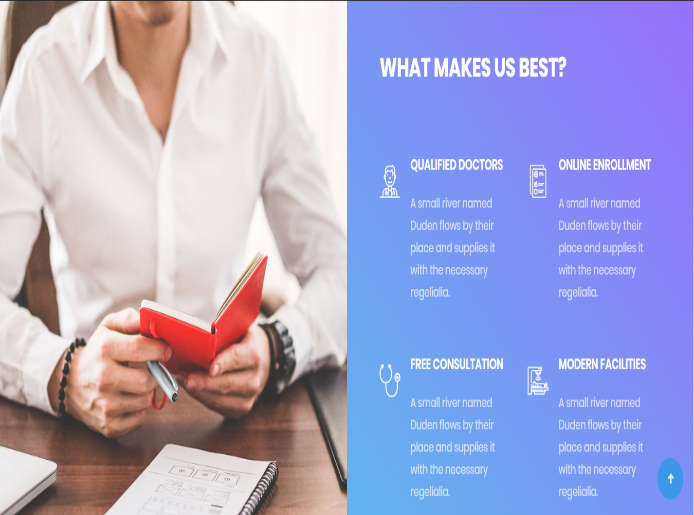 WHAT MAKES US BEST?
QUALIFIED DOCTORS
A small river named
Duden flows by their
place and supplies it
with the necessary
regelialia.
ONLINE ENROLLMENT
A small river named
Duden flows by their
place and supplies it
with the necessary
regelialia.
FREE CONSULTATION
A small river named
Duden flows by their
place and supplies it
with the necessary
regelialia.
MODERN FACILITIES
A small river named
Duden flows by their
place and supplies it
with the necessary
regelialia.